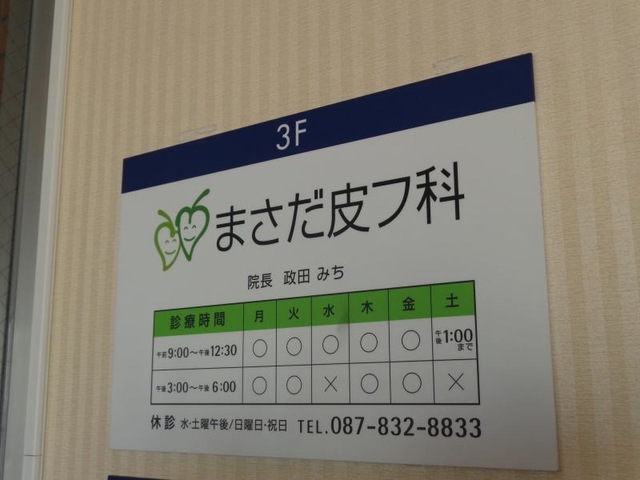 3F
まさだ皮フ科
院長 政田 みち
診療時間 月 火 水 木 金 土
午前9:00〜午後12:30 ○ ○ ○ ○ ○ 午後1:00まで
午後3:00〜午後6:00 ○ ○ × ○ ○ ×
休診 水・土曜午後/日曜日・祝日 TEL.087-832-8833